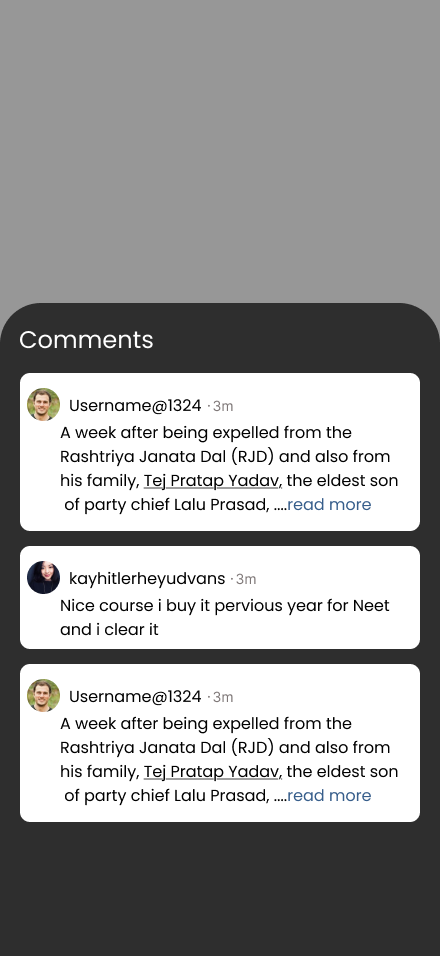 Comments
Username@1324 · 3m
A week after being expelled from the
Rashtriya Janata Dal (RJD) and also from
his family, Tej Pratap Yadav, the eldest son
of party chief Lalu Prasad, ....read more
kayhitlerheyudvans · 3m
Nice course i buy it pervious year for Neet
and i clear it
Username@1324 · 3m
A week after being expelled from the
Rashtriya Janata Dal (RJD) and also from
his family, Tej Pratap Yadav, the eldest son
of party chief Lalu Prasad, ....read more